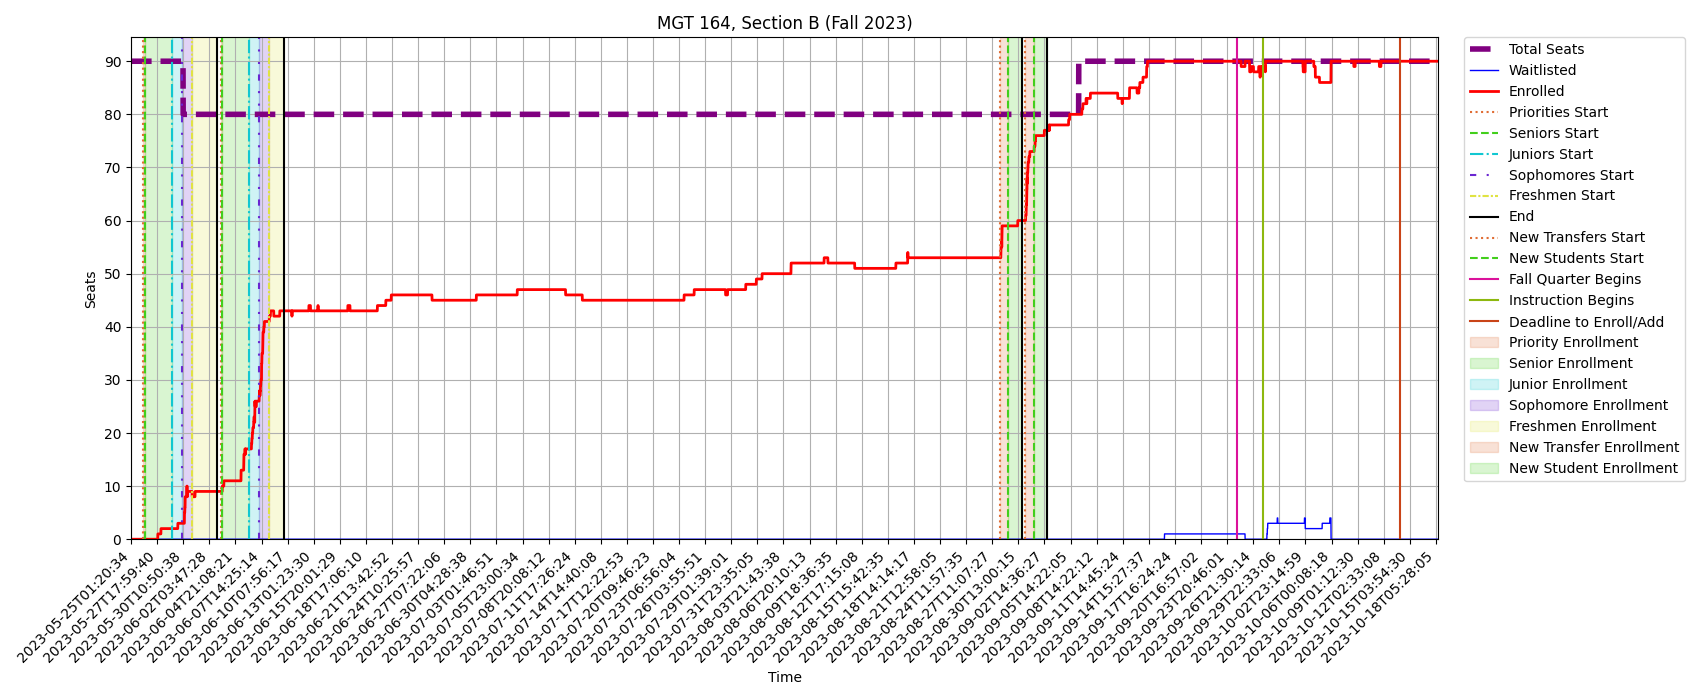 MGT 164, Section B (Fall 2023)
Seats
90
80
70
60
50
40
30
20
10
0
2023-05-25T01:20:34
2023-05-27T17:59:40
2023-05-30T10:50:38
2023-06-02T03:47:28
2023-06-04T21:08:21
2023-06-07T14:25:14
2023-06-10T07:56:17
2023-06-13T01:23:30
2023-06-15T20:01:29
2023-06-18T17:06:10
2023-06-21T13:42:52
2023-06-24T10:25:57
2023-06-27T07:22:06
2023-06-30T04:28:38
2023-07-03T01:46:51
2023-07-05T23:00:34
2023-07-08T20:08:12
2023-07-11T17:26:24
2023-07-14T14:40:08
2023-07-17T12:22:53
2023-07-20T09:46:23
2023-07-23T06:56:04
2023-07-26T03:55:51
2023-07-29T01:39:01
2023-07-31T23:35:05
2023-08-03T21:43:38
2023-08-06T20:10:13
2023-08-09T18:36:35
2023-08-12T17:15:08
2023-08-15T15:42:35
2023-08-18T14:14:17
2023-08-21T12:58:05
2023-08-24T11:57:35
2023-08-27T11:07:27
2023-08-30T13:00:15
2023-09-02T14:36:27
2023-09-05T14:22:05
2023-09-08T14:22:12
2023-09-11T14:45:24
2023-09-14T15:27:37
2023-09-17T16:24:24
2023-09-20T16:57:02
2023-09-23T20:46:01
2023-09-26T21:30:14
2023-09-29T22:33:06
2023-10-02T23:14:59
2023-10-06T00:08:18
2023-10-09T01:12:30
2023-10-12T02:33:08
2023-10-15T03:54:30
2023-10-18T05:28:05
Time
Total Seats
Waitlisted
Enrolled
Priorities Start
Seniors Start
Juniors Start
Sophomores Start
Freshmen Start
End
New Transfers Start
New Students Start
Fall Quarter Begins
Instruction Begins
Deadline to Enroll/Add
Priority Enrollment
Senior Enrollment
Junior Enrollment
Sophomore Enrollment
Freshmen Enrollment
New Transfer Enrollment
New Student Enrollment